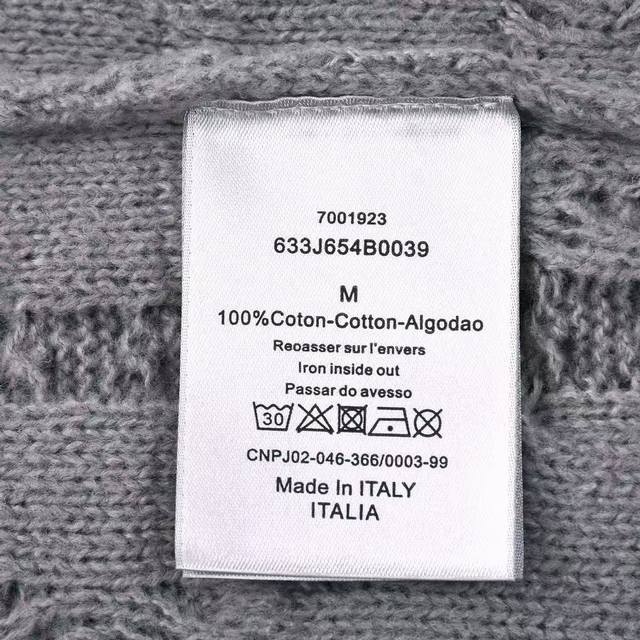 7001923
633J654B0039
M
100%Coton-Cotton-Algodao
Reoasser sur l'envers
Iron inside out
Passar do avesso
30
CNPJ02-046-366/0003-99
Made In ITALY
ITALIA